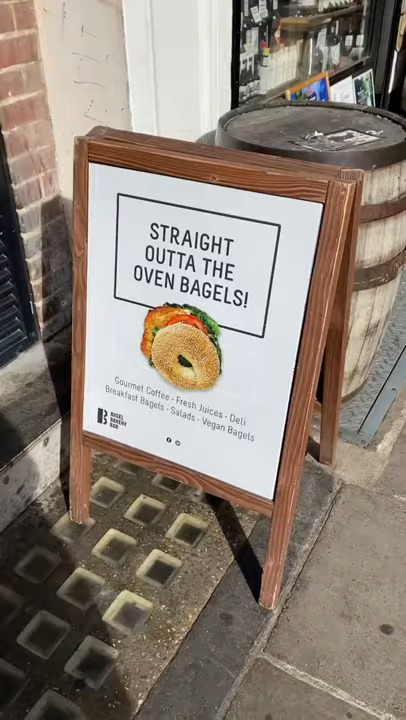 STRAIGHT
OUTTA THE
OVEN BAGELS!
Gourmet Coffee · Fresh Juices · Deli
Breakfast Bagels · Salads · Vegan Bagels
BAGEL
BAKERY
BAR